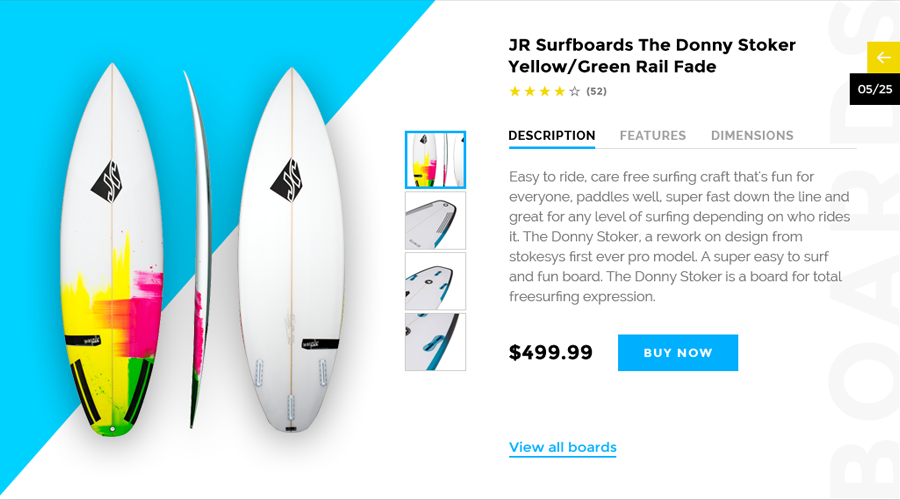 JR Surfboards The Donny Stoker
Yellow/Green Rail Fade
(52)
05/25
DESCRIPTION FEATURES DIMENSIONS
Easy to ride, care free surfing craft that's fun for
everyone, paddles well, super fast down the line and
great for any level of surfing depending on who rides
it. The Donny Stoker, a rework on design from
stokesys first ever pro model. A super easy to surf
and fun board. The Donny Stoker is a board for total
freesurfing expression.
$499.99
BUY NOW
View all boards
BOARDS